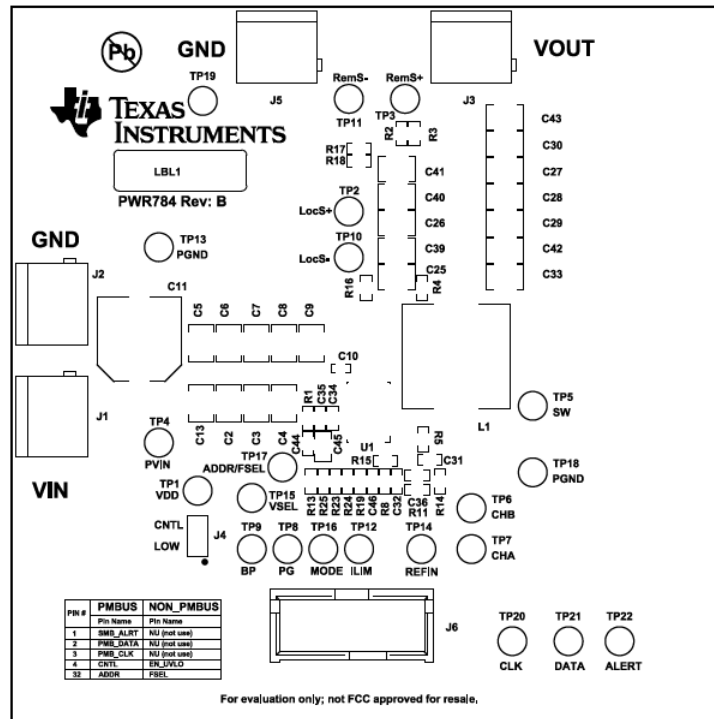 Pb
GND
VOUT
TP19
J5
RemS-
TP11
RemS+
TP3
J3
R2
R3
TEXAS
INSTRUMENTS
LBL1
PWR784 Rev: B
R17
R18
C43
C30
C27
C28
C29
C42
C33
C41
C40
C26
C39
C25
TP2
LocS+
TP10
LocS-
R16
R4
GND
TP13
PGND
J2
C11
C5
C6
C7
C8
C9
C10
J1
VIN
TP4
PVIN
C13
C2
C3
C4
R1
C35
C34
C44
C45
U1
R5
L1
TP5
SW
TP17
ADDR/FSEL
R15
C31
TP18
PGND
TP1
VDD
TP15
VSEL
R13
R25
R23
R24
R19
C46
R8
C32
C36
R11
R14
TP6
CHB
CNTL
LOW
J4
TP9
BP
TP8
PG
TP16
MODE
TP12
ILIM
TP14
REFIN
TP7
CHA
PIN # PMBUS NON_PMBUS
Pin Name Pin Name
1 SMB_ALRT NU (not use)
2 PMB_DATA NU (not use)
3 PMB_CLK NU (not use)
4 CNTL EN_UVLO
32 ADDR FSEL
J6
TP20
CLK
TP21
DATA
TP22
ALERT
For evaluation only; not FCC approved for resale.